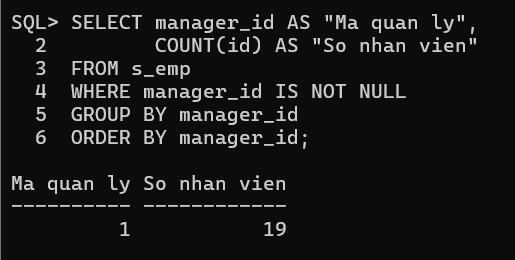 SQL> SELECT manager_id AS "Ma quan ly",
  2         COUNT(id) AS "So nhan vien"
  3  FROM s_emp
  4  WHERE manager_id IS NOT NULL
  5  GROUP BY manager_id
  6  ORDER BY manager_id;

Ma quan ly So nhan vien
---------- ------------
         1           19